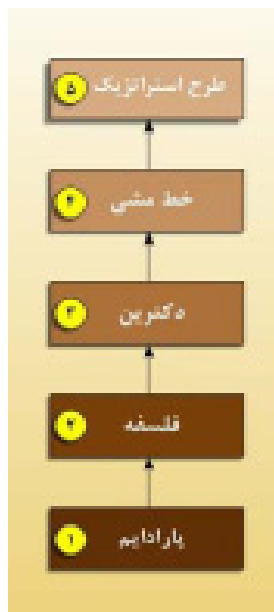 طرح استراتژیک ۵
خط مشی ۴
دکترین ۳
فلسفه ۲
پارادایم ۱